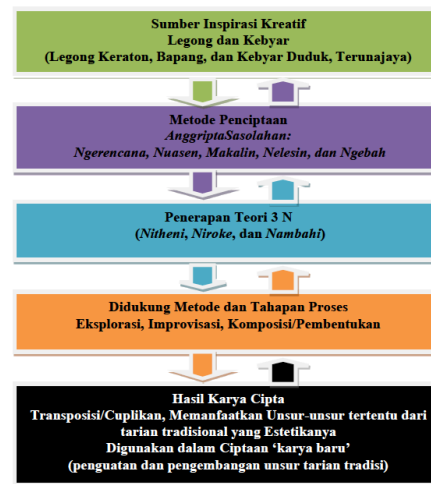 Sumber Inspirasi Kreatif
Legong dan Kebyar
(Legong Keraton, Bapang, dan Kebyar Duduk, Terunajaya)
Metode Penciptaan
AnggriptaSasolahan:
Ngerencana, Nuasen, Makalin, Nelesin, dan Ngebah
Penerapan Teori 3 N
(Nitheni, Niroke, dan Nambahi)
Didukung Metode dan Tahapan Proses
Eksplorasi, Improvisasi, Komposisi/Pembentukan
Hasil Karya Cipta
Transposisi/Cuplikan, Memanfaatkan Unsur-unsur tertentu dari
tarian tradisional yang Estetikanya
Digunakan dalam Ciptaan ‘karya baru’
(penguatan dan pengembangan unsur tarian tradisi)